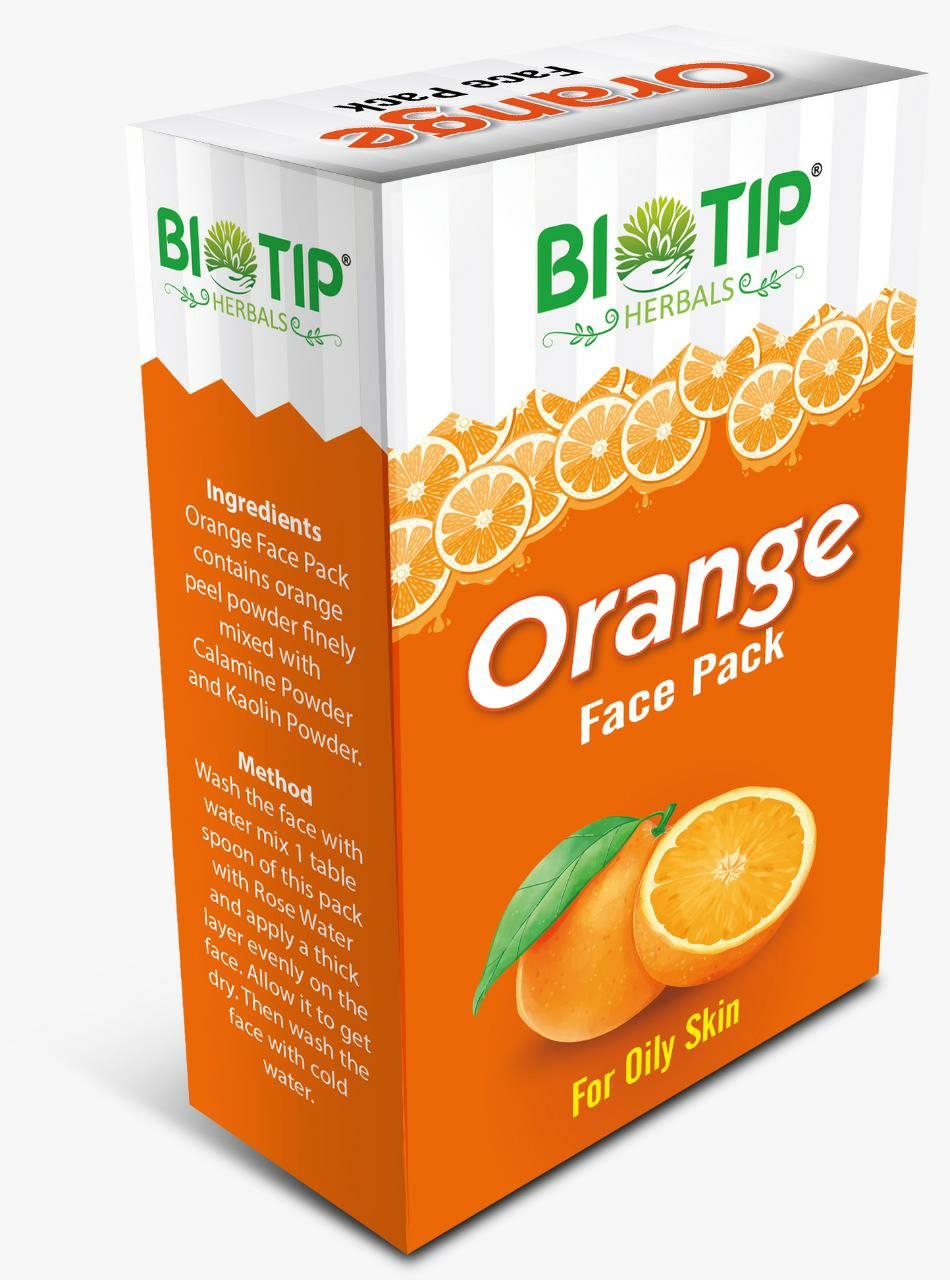 Orange
Face Pack
BIOTIP®
HERBALS
Ingredients
Orange Face Pack
contains orange
peel powder finely
mixed with
Calamine Powder
and Kaolin Powder.
Method
Wash the face with
water mix 1 table
spoon of this pack
with Rose Water
and apply a thick
layer evenly on the
face. Allow it to get
dry. Then wash the
face with cold
water.
BIOTIP®
HERBALS
Orange
Face Pack
For Oily Skin